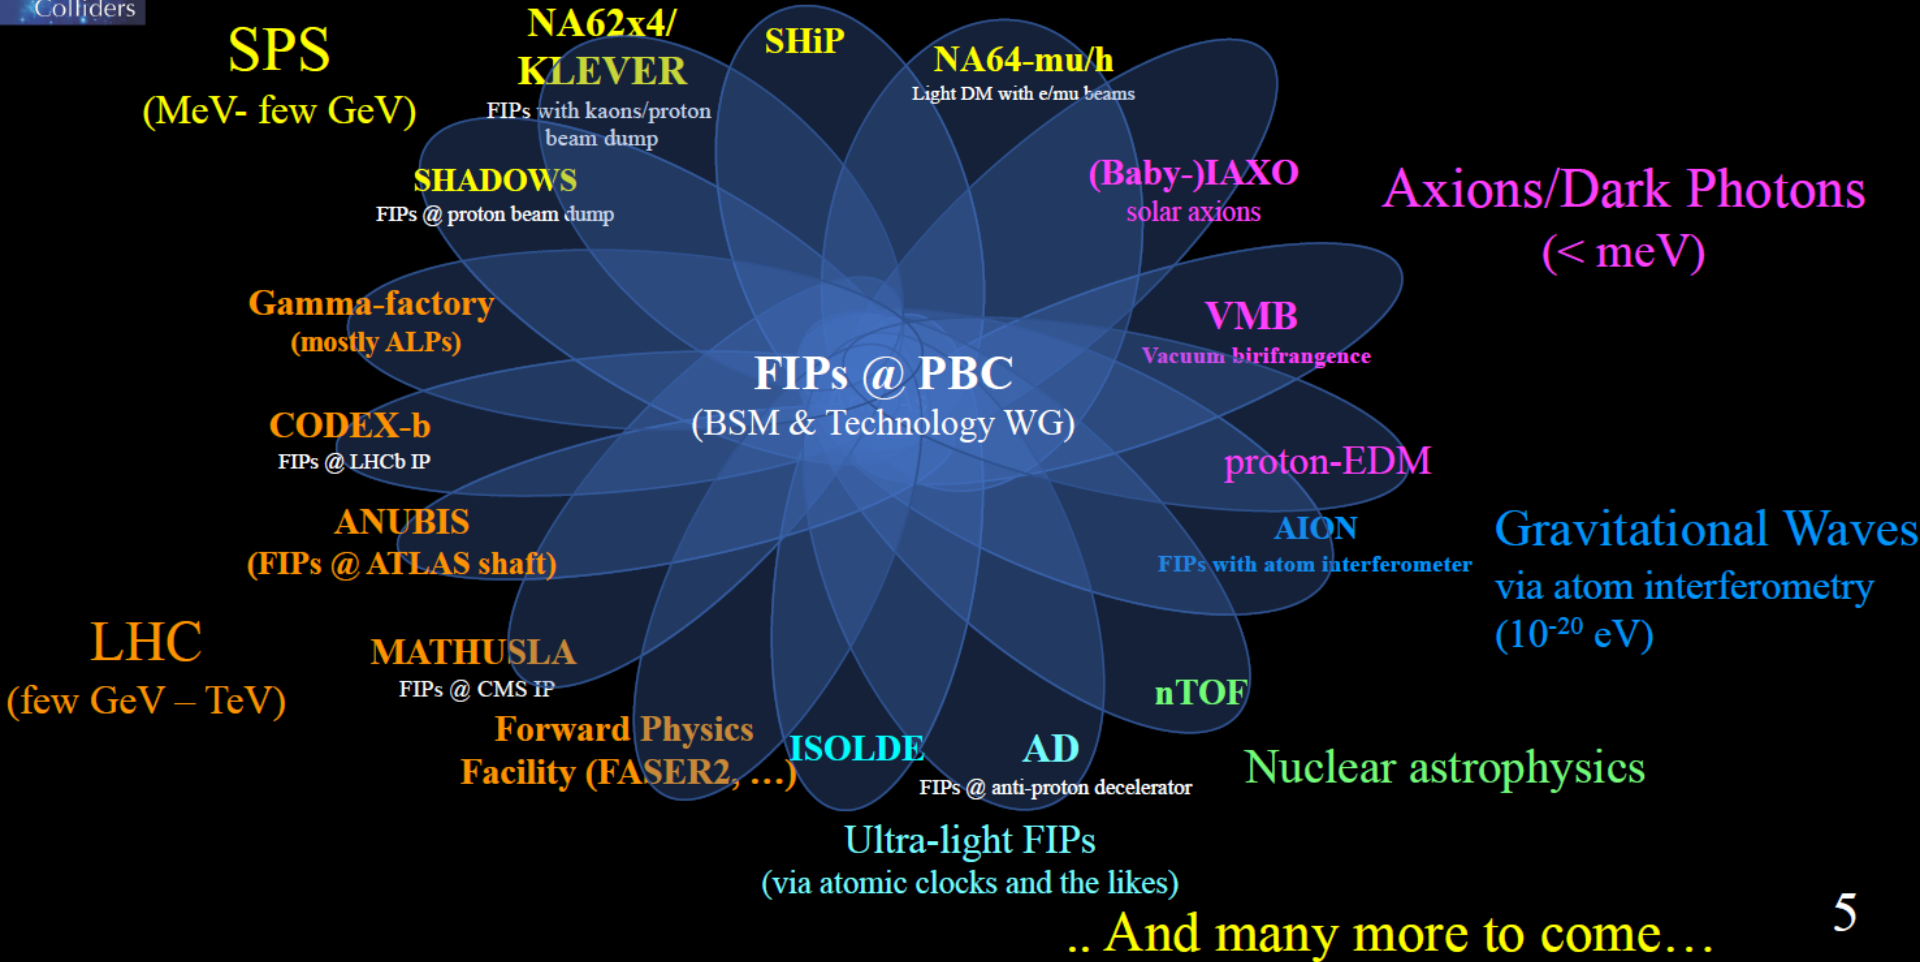 Colliders
SPS
(MeV- few GeV)
NA62x4/
KLEVER
FIPs with kaons/proton
beam dump
SHiP
NA64-mu/h
Light DM with e/mu beams
SHADOWS
FIPs @ proton beam dump
(Baby-)IAXO
solar axions
Axions/Dark Photons
(< meV)
Gamma-factory
(mostly ALPs)
VMB
Vacuum birifrangence
FIPs @ PBC
(BSM & Technology WG)
CODEX-b
FIPs @ LHCb IP
proton-EDM
ANUBIS
(FIPs @ ATLAS shaft)
AION
FIPs with atom interferometer
Gravitational Waves
via atom interferometry
(10⁻²⁰ eV)
LHC
(few GeV – TeV)
MATHUSLA
FIPs @ CMS IP
nTOF
Forward Physics
Facility (FASER2, …)
ISOLDE
AD
FIPs @ anti-proton decelerator
Nuclear astrophysics
Ultra-light FIPs
(via atomic clocks and the likes)
.. And many more to come…
5